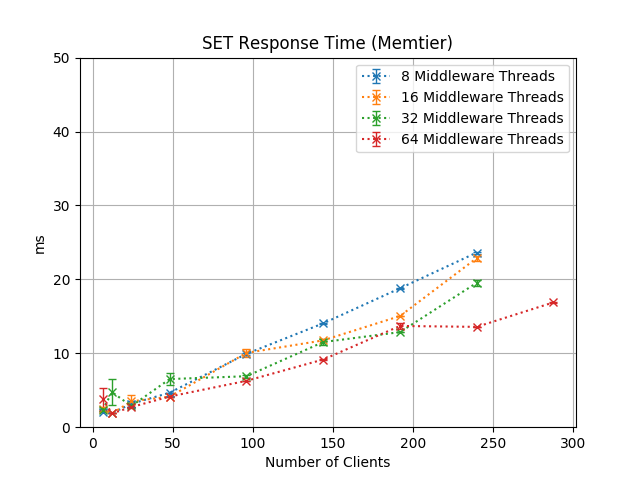 SET Response Time (Memtier)
50
40
30
20
10
0
ms
8 Middleware Threads
16 Middleware Threads
32 Middleware Threads
64 Middleware Threads
0 50 100 150 200 250 300
Number of Clients